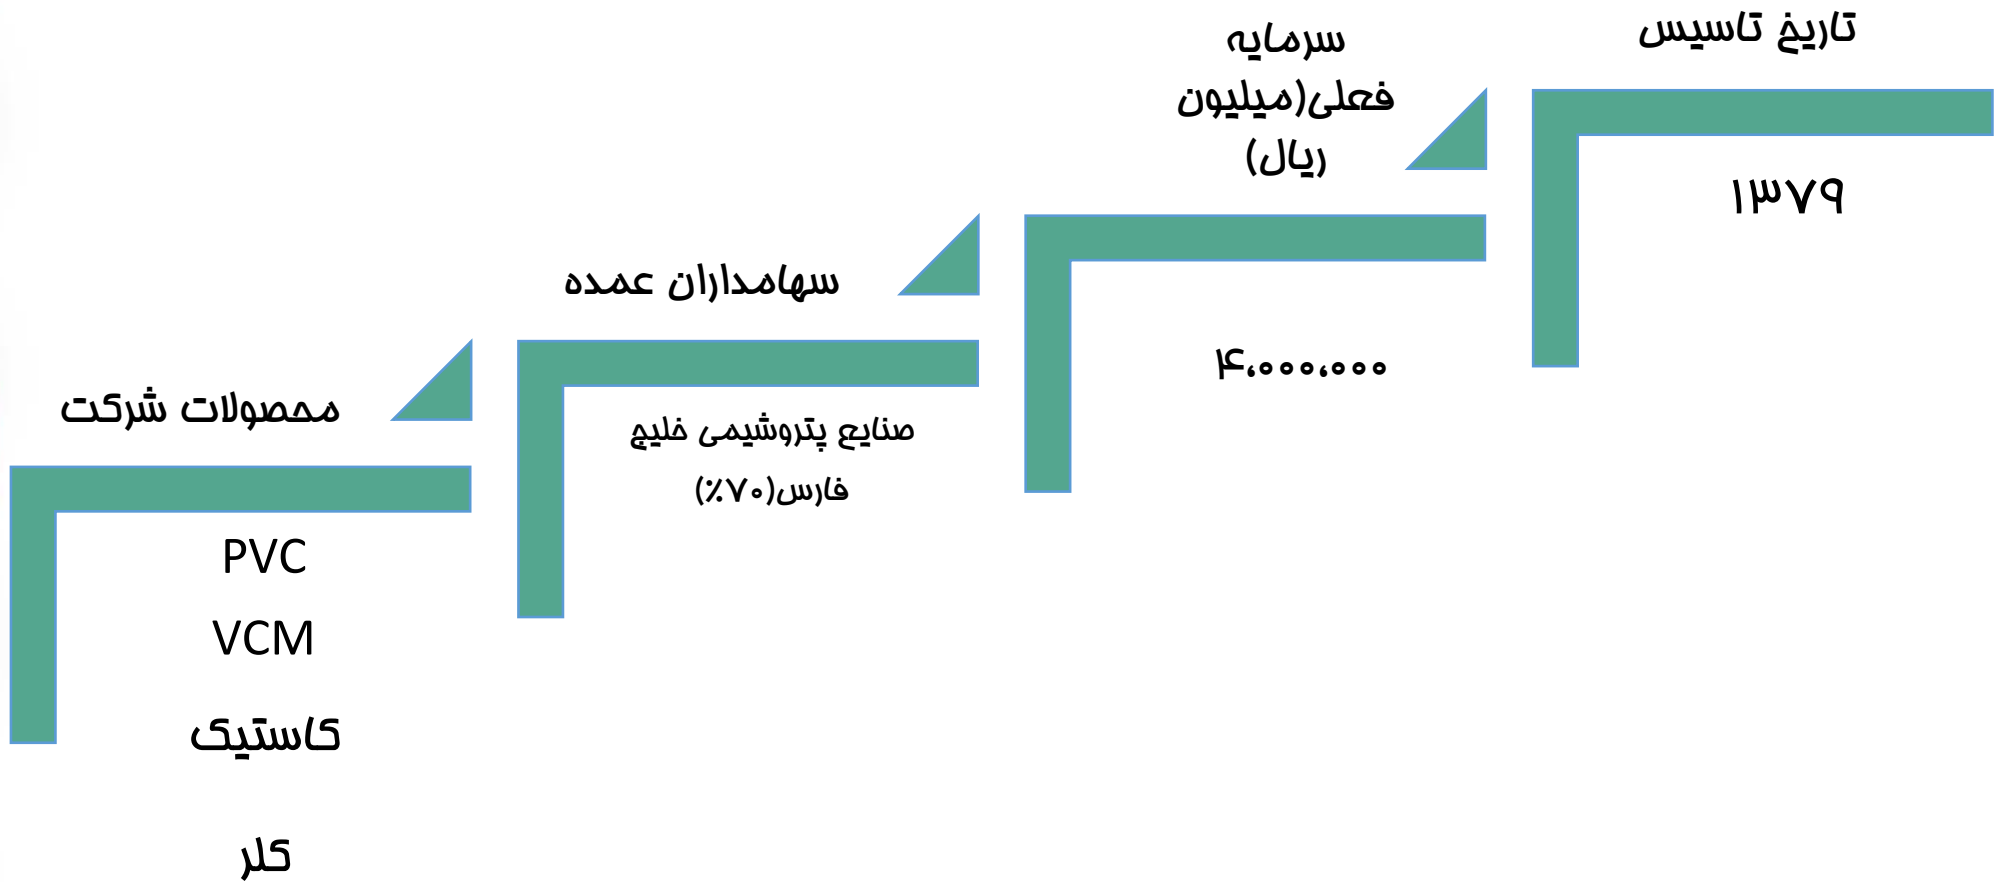 تاریخ تاسیس
۱۳۷۹
سرمایه
فعلی(میلیون
ریال)
۴،۰۰۰،۰۰۰
سهامداران عمده
صنایع پتروشیمی خلیج
فارس(۷۰٪)
محصولات شرکت
PVC
VCM
کاستیک
کلر